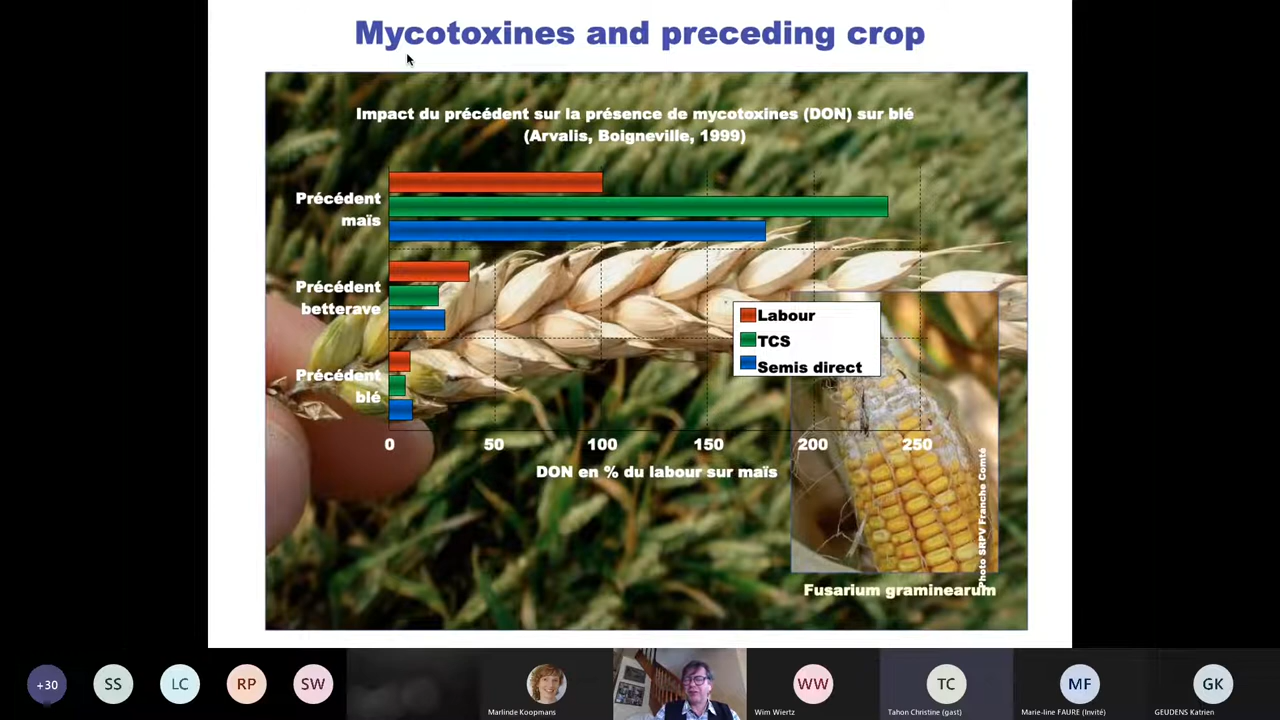 Mycotoxines and preceding crop
Impact du précédent sur la présence de mycotoxines (DON) sur blé
(Arvalis, Boigneville, 1999)
Précédent
maïs
Précédent
betterave
Précédent
blé
Labour
TCS
Semis direct
0 50 100 150 200 250
DON en % du labour sur maïs
Photo SRPV Franche Comté
Fusarium graminearum
+30
SS
LC
RP
SW
Marlinde Koopmans
WW
Wim Wiertz
TC
Tahon Christine (gast)
MF
Marie-line FAURE (Invité)
GK
GEUDENS Katrien